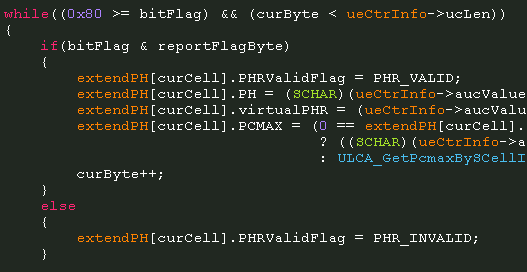 while((0x80 >= bitFlag) && (curByte < ueCtrInfo->ucLen))
{
if(bitFlag & reportFlagByte)
{
extendPH[curCell].PHRValidFlag = PHR_VALID;
extendPH[curCell].PH = (SCHAR)(ueCtrInfo->aucValue
extendPH[curCell].virtualPHR = (ueCtrInfo->aucValu
extendPH[curCell].PCMAX = (0 == extendPH[curCell].
? ((SCHAR)(ueCtrInfo->a
: ULCA_GetPcmaxBySCellI
curByte++;
}
else
{
extendPH[curCell].PHRValidFlag = PHR_INVALID;
}